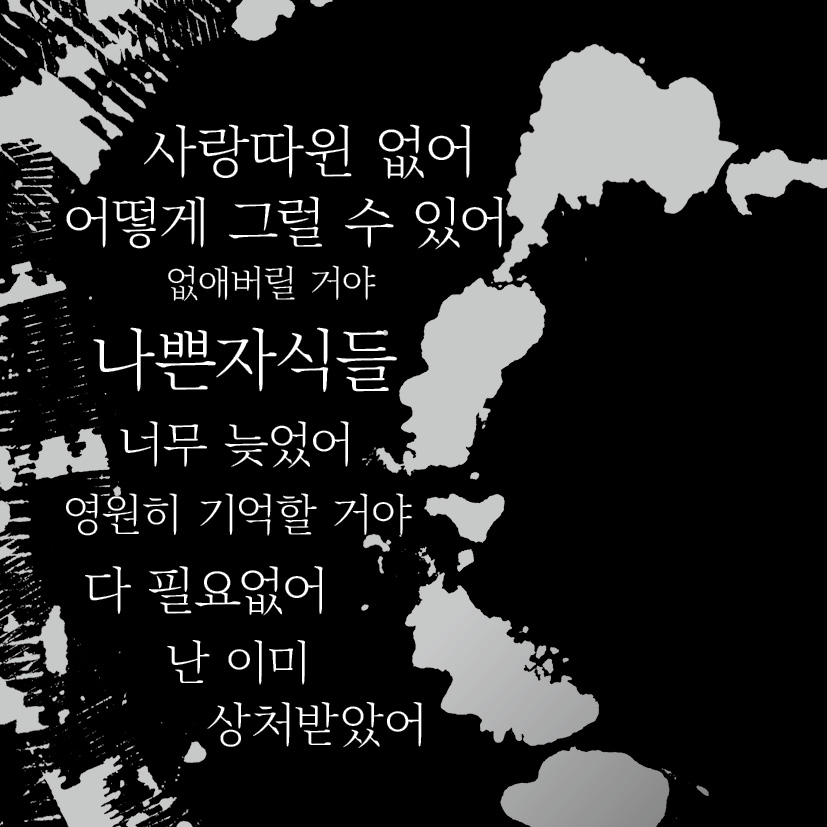 사랑따윈 없어
어떻게 그럴 수 있어
없애버릴 거야
나쁜자식들
너무 늦었어
영원히 기억할 거야
다 필요없어
난 이미
상처받았어